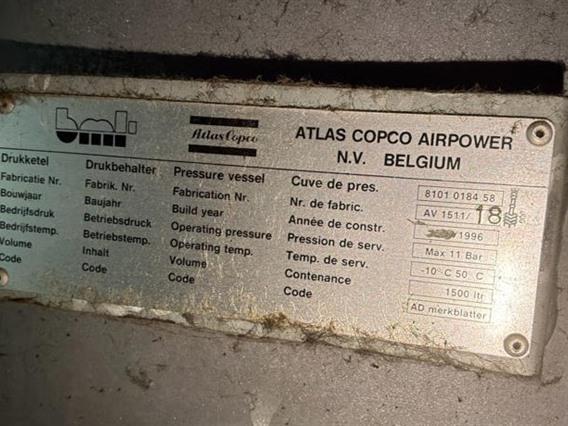 Atlas Copco
ATLAS COPCO AIRPOWER
N.V. BELGIUM
Drukketel Drukbehalter Pressure vessel Cuve de pres. 8101 0184 58
Fabricatie Nr. Fabrik. Nr. Fabrication Nr. Nr. de fabric. AV 1511/18
Bouwjaar Baujahr Build year Année de constr. 1996
Bedrijfsdruk Betriebsdruck Operating pressure Pression de serv. Max 11 Bar
Bedrijfstemp. Betriebstemp. Operating temp. Temp. de serv. -10° C 50° C
Volume Inhalt Volume Contenance 1500 ltr
Code Code Code Code AD merkblatter